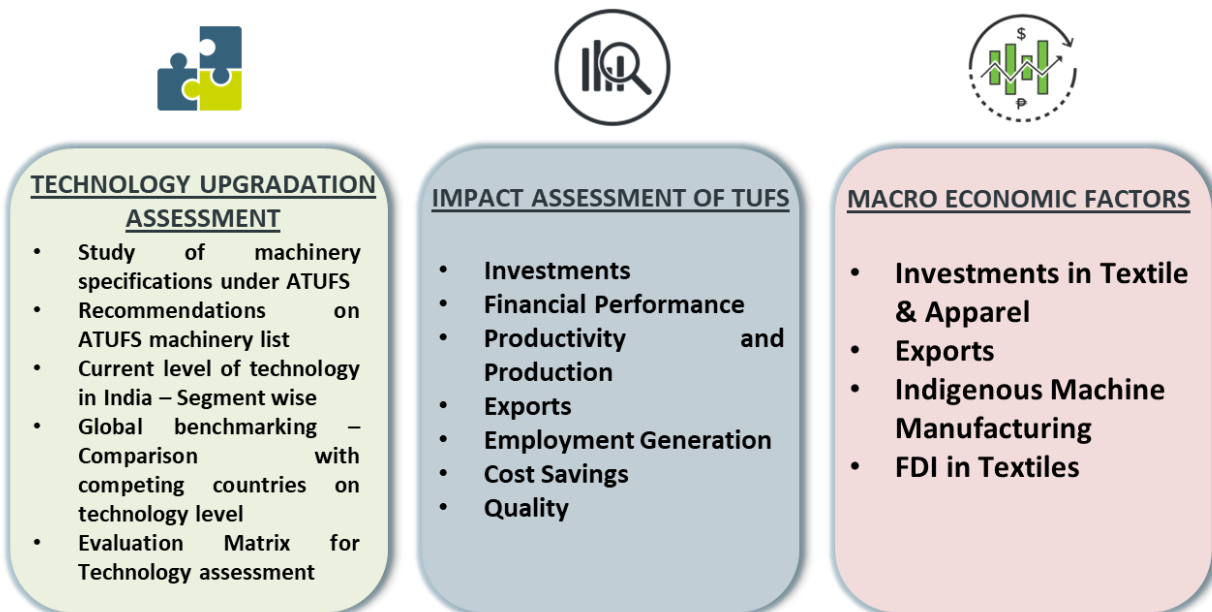 $
₱
TECHNOLOGY UPGRADATION
ASSESSMENT
• Study of machinery
specifications under ATUFS
• Recommendations on
ATUFS machinery list
• Current level of technology
in India – Segment wise
• Global benchmarking –
Comparison with
competing countries on
technology level
• Evaluation Matrix for
Technology assessment
IMPACT ASSESSMENT OF TUFS
• Investments
• Financial Performance
• Productivity and
Production
• Exports
• Employment Generation
• Cost Savings
• Quality
MACRO ECONOMIC FACTORS
• Investments in Textile
& Apparel
• Exports
• Indigenous Machine
Manufacturing
• FDI in Textiles